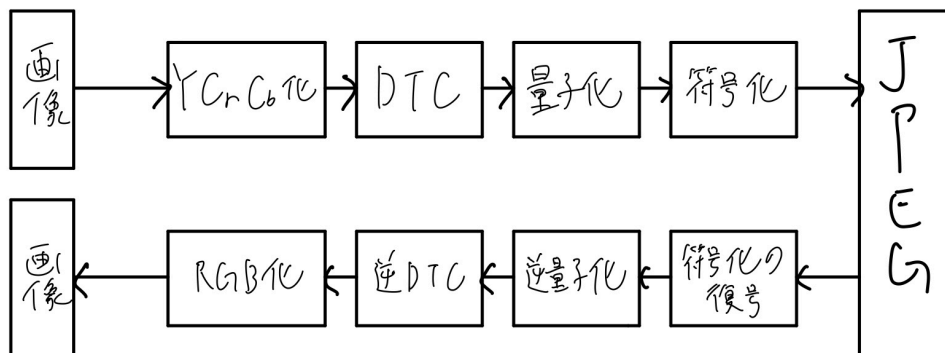 画像
YCrCb化
DTC
量子化
符号化
JPEG
画像
RGB化
逆DTC
逆量子化
符号化の
復号